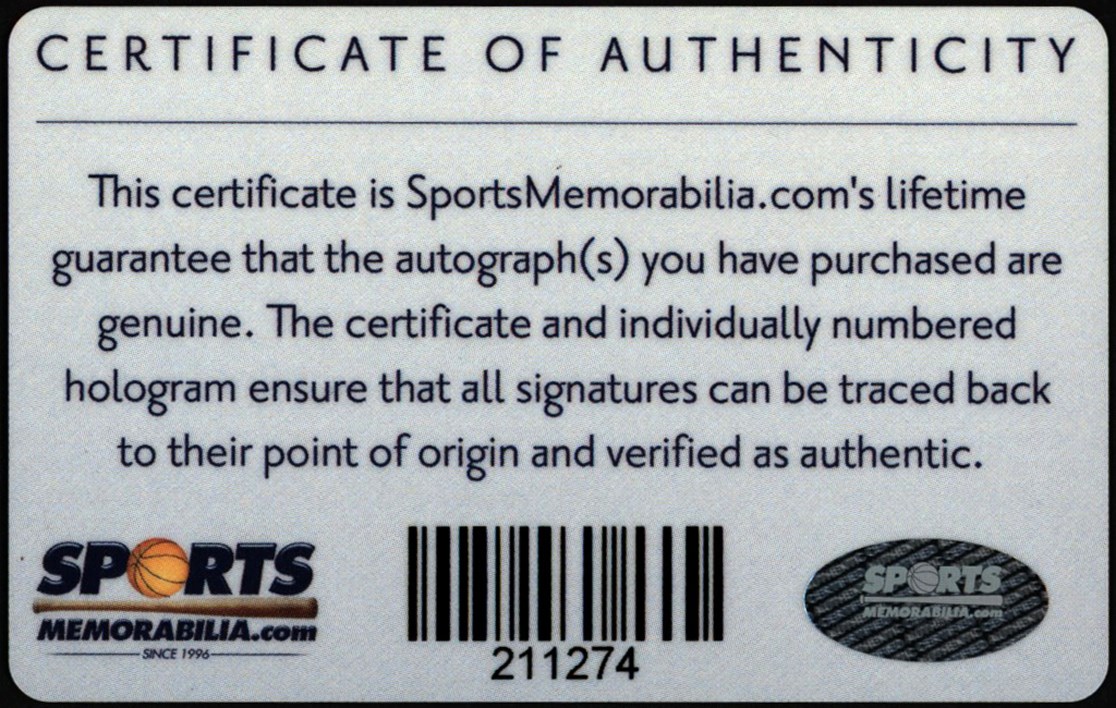 CERTIFICATE OF AUTHENTICITY
This certificate is SportsMemorabilia.com's lifetime
guarantee that the autograph(s) you have purchased are
genuine. The certificate and individually numbered
hologram ensure that all signatures can be traced back
to their point of origin and verified as authentic.
SPORTS
MEMORABILIA.com
SINCE 1996
211274
SPORTS
MEMORABILIA.com